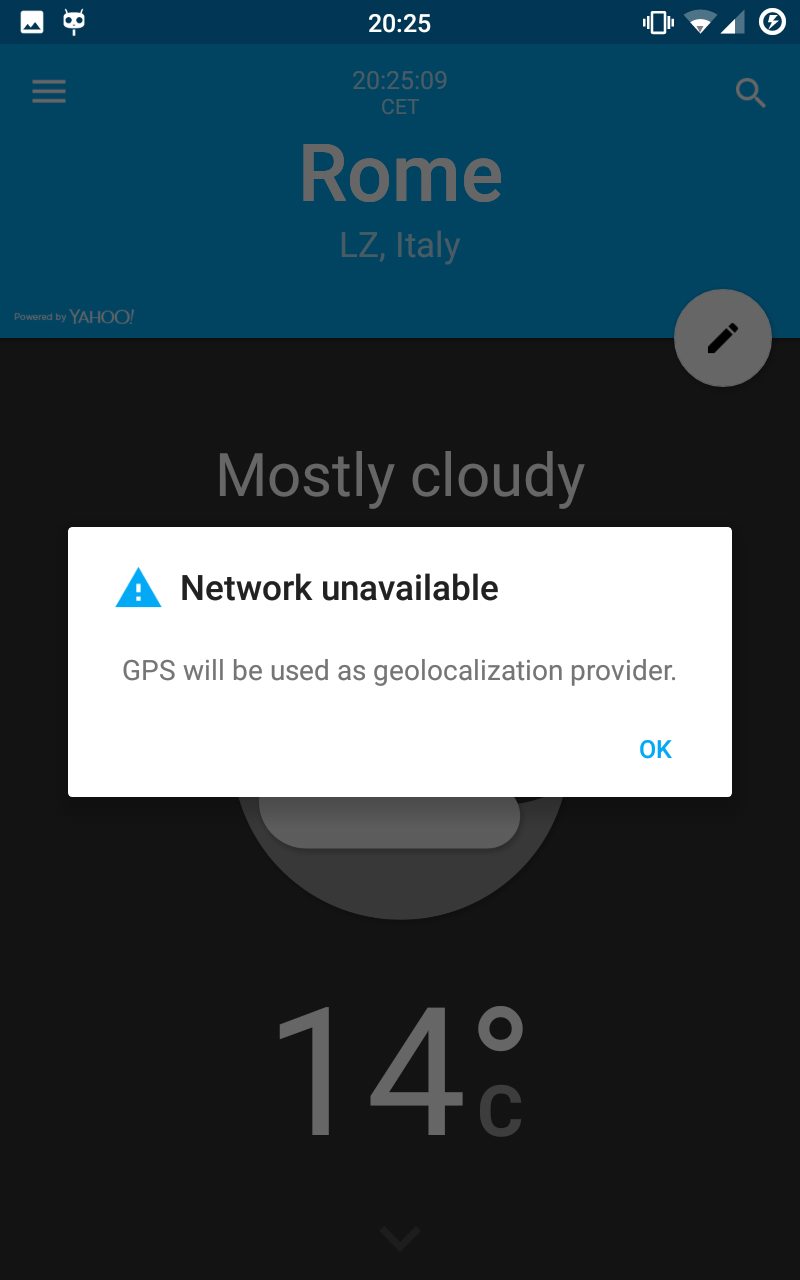 20:25
20:25:09
CET
Rome
LZ, Italy
Powered by YAHOO!
Mostly cloudy
Network unavailable
GPS will be used as geolocalization provider.
OK
14°
C